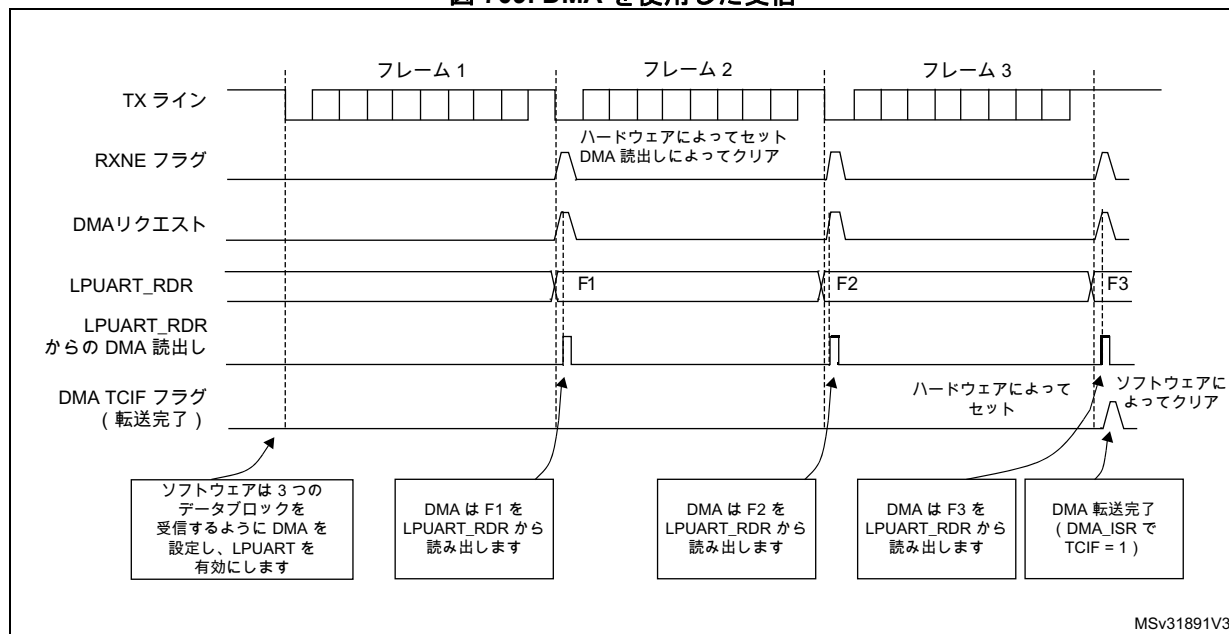 DMA を使用した受信
フレーム 1
フレーム 2
フレーム 3
TX ライン
ハードウェアによってセット
DMA 読出しによってクリア
RXNE フラグ
DMAリクエスト
LPUART_RDR
F1
F2
F3
LPUART_RDR
からの DMA 読出し
DMA TCIF フラグ
( 転送完了 )
ハードウェアによって
セット
ソフトウェアに
よってクリア
ソフトウェアは 3 つの
データブロックを
受信するように DMA を
設定し、LPUART を
有効にします
DMA は F1 を
LPUART_RDR から
読み出します
DMA は F2 を
LPUART_RDR から
読み出します
DMA は F3 を
LPUART_RDR から
読み出します
DMA 転送完了
( DMA_ISR で
TCIF = 1 )
MSv31891V3